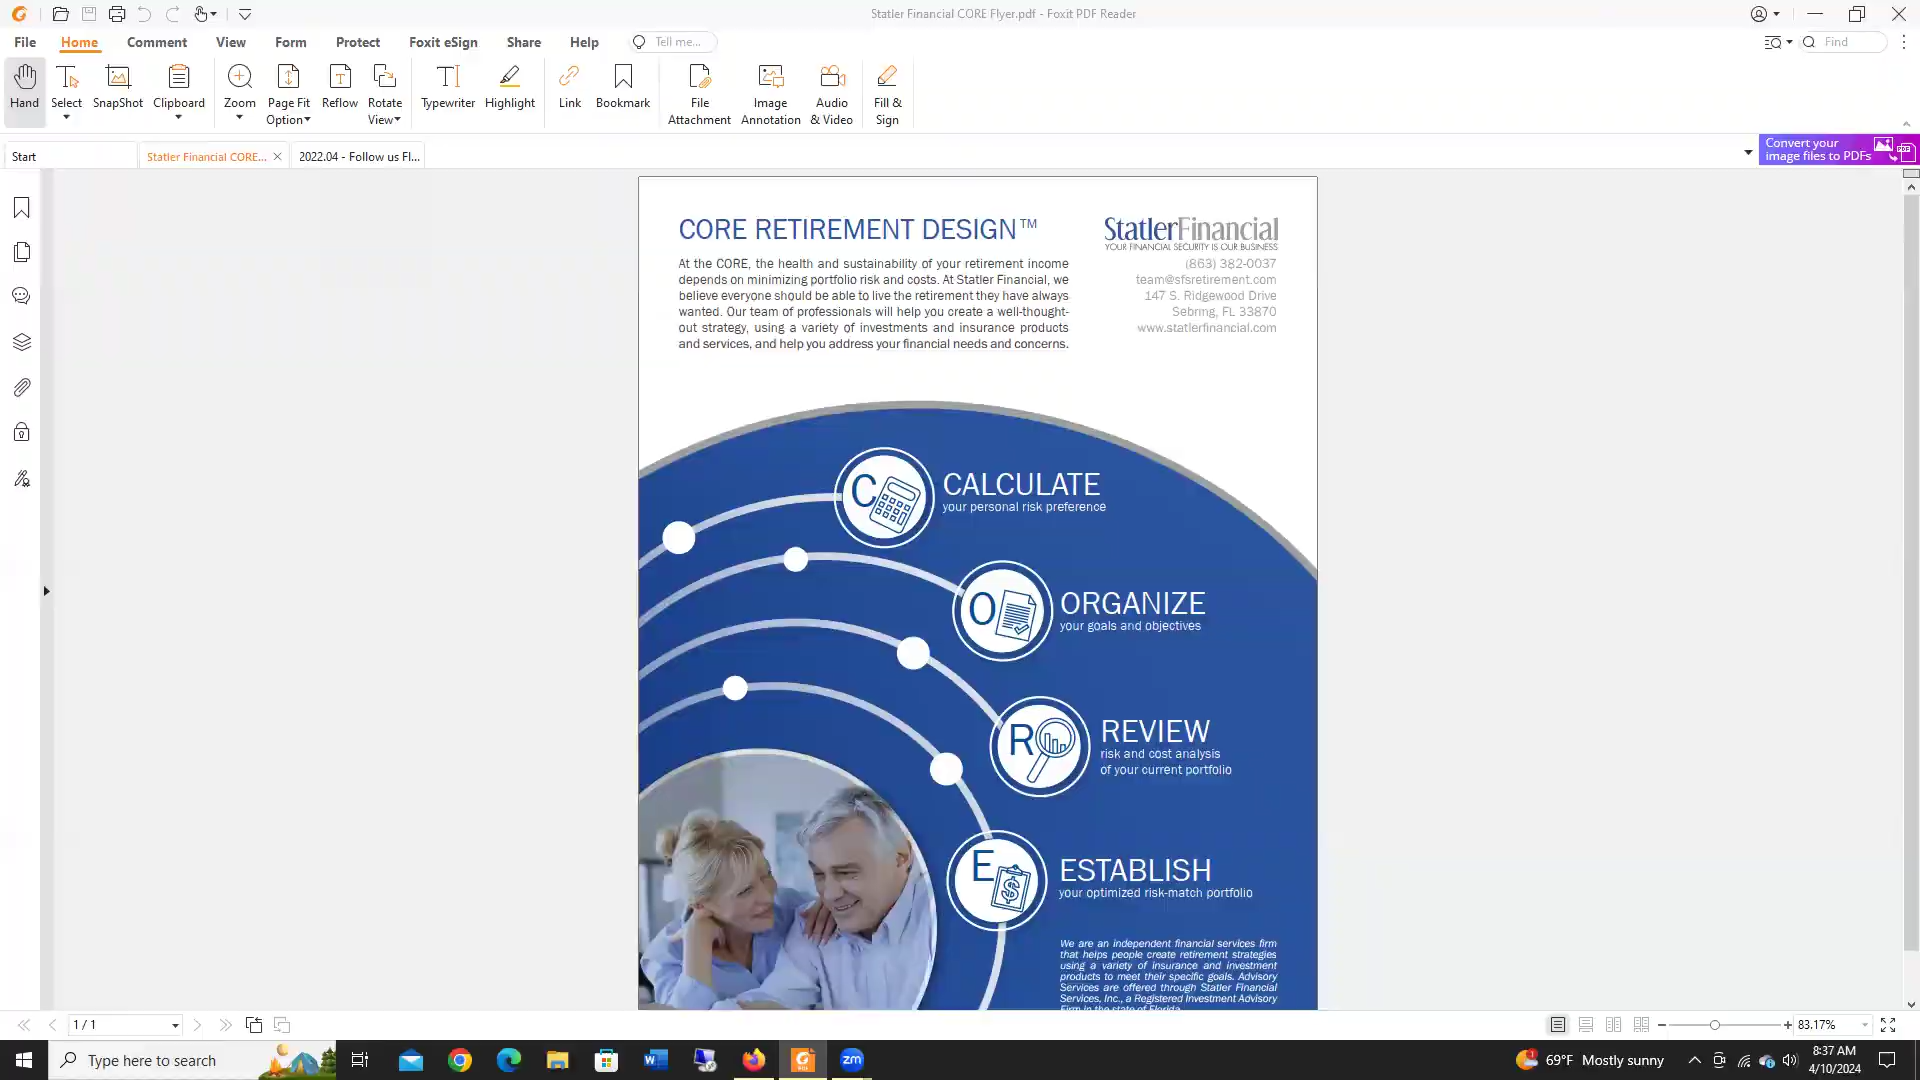 Statler Financial CORE Flyer.pdf - Foxit PDF Reader
File Home Comment View Form Protect Foxit eSign Share Help Tell me... Find
Hand Select SnapShot Clipboard Zoom Page Fit Option Reflow Rotate View Typewriter Highlight Link Bookmark File Attachment Image Annotation Audio & Video Fill & Sign
Start Statler Financial CORE... 2022.04 - Follow us Fl...
Convert your
image files to PDFs
CORE RETIREMENT DESIGN™
At the CORE, the health and sustainability of your retirement income
depends on minimizing portfolio risk and costs. At Statler Financial, we
believe everyone should be able to live the retirement they have always
wanted. Our team of professionals will help you create a well-thought-
out strategy, using a variety of investments and insurance products
and services, and help you address your financial needs and concerns.
StatlerFinancial
YOUR FINANCIAL SECURITY IS OUR BUSINESS
(863) 382-0037
team@sfsretirement.com
147 S. Ridgewood Drive
Sebring, FL 33870
www.statlerfinancial.com
C CALCULATE
your personal risk preference
O ORGANIZE
your goals and objectives
R REVIEW
risk and cost analysis
of your current portfolio
E ESTABLISH
$
your optimized risk-match portfolio
We are an independent financial services firm
that helps people create retirement strategies
using a variety of insurance and investment
products to meet their specific goals. Advisory
Services are offered through Statler Financial
Services, Inc., a Registered Investment Advisory
Firm in the state of Florida.
1 / 1
83.17%
Type here to search
zm
1
69°F Mostly sunny
8:37 AM
4/10/2024